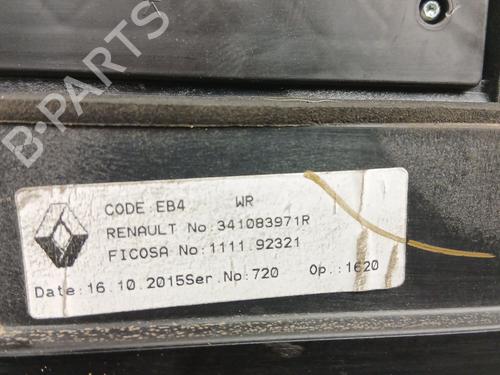 B-PARTS
CODE:EB4 WR
RENAULT No:341083971R
FICOSA No:1111.92321
Date:16.10.2015Ser.No:720 Op.:1620